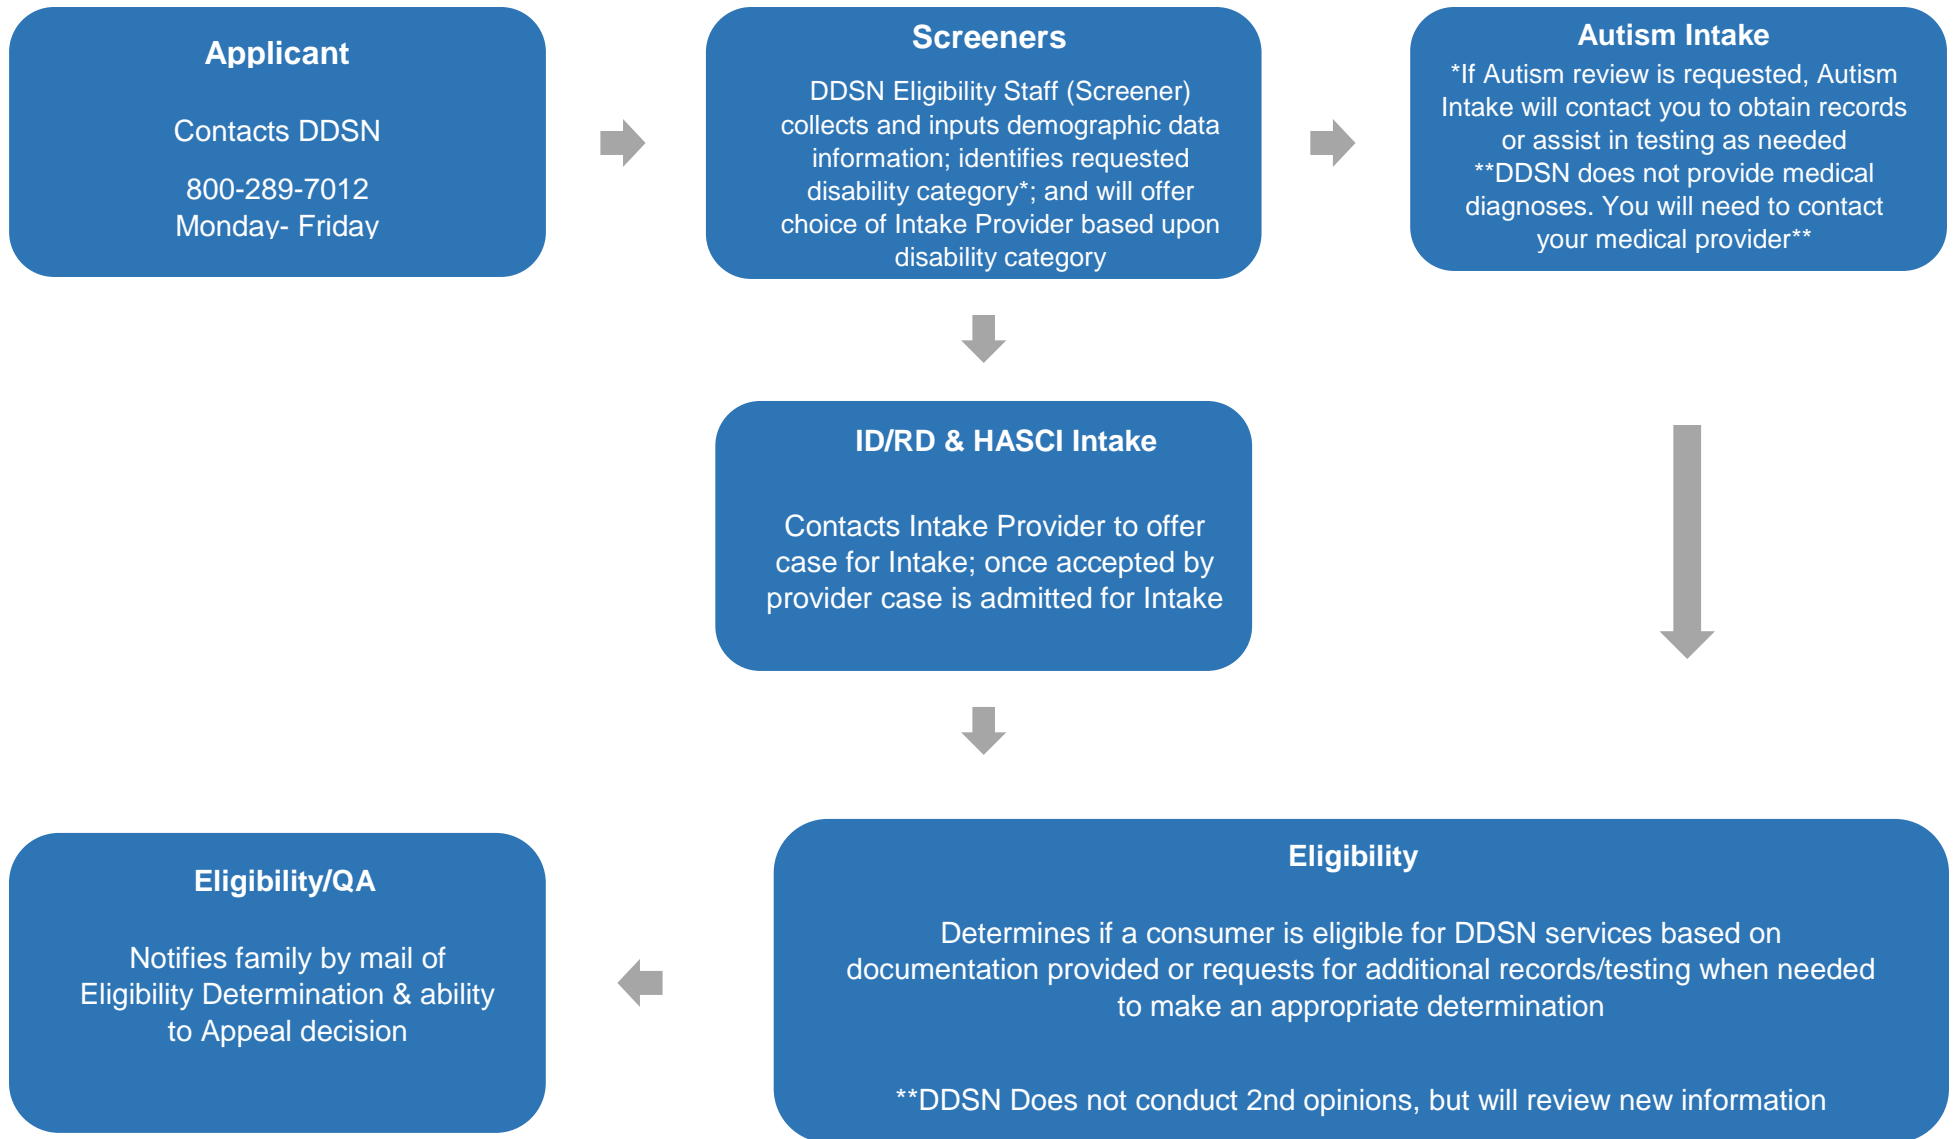 Applicant
Contacts DDSN
800-289-7012
Monday- Friday
Screeners
DDSN Eligibility Staff (Screener)
collects and inputs demographic data
information; identifies requested
disability category*; and will offer
choice of Intake Provider based upon
disability category
Autism Intake
*If Autism review is requested, Autism
Intake will contact you to obtain records
or assist in testing as needed
**DDSN does not provide medical
diagnoses. You will need to contact
your medical provider**
ID/RD & HASCI Intake
Contacts Intake Provider to offer
case for Intake; once accepted by
provider case is admitted for Intake
Eligibility
Determines if a consumer is eligible for DDSN services based on
documentation provided or requests for additional records/testing when needed
to make an appropriate determination
**DDSN Does not conduct 2nd opinions, but will review new information
Eligibility/QA
Notifies family by mail of
Eligibility Determination & ability
to Appeal decision